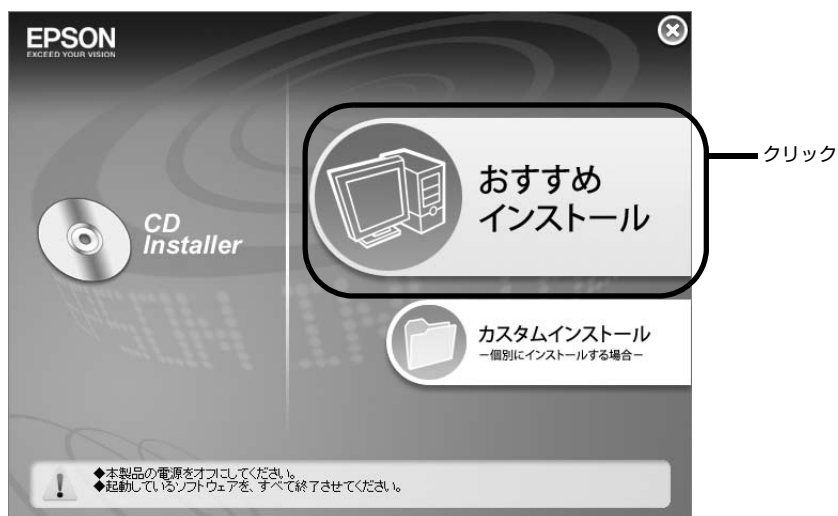 EPSON
EXCEED YOUR VISION
おすすめ
インストール
クリック
CD
Installer
カスタムインストール
－個別にインストールする場合－
◆本製品の電源をオフにしてください。
◆起動しているソフトウェアを、すべて終了させてください。